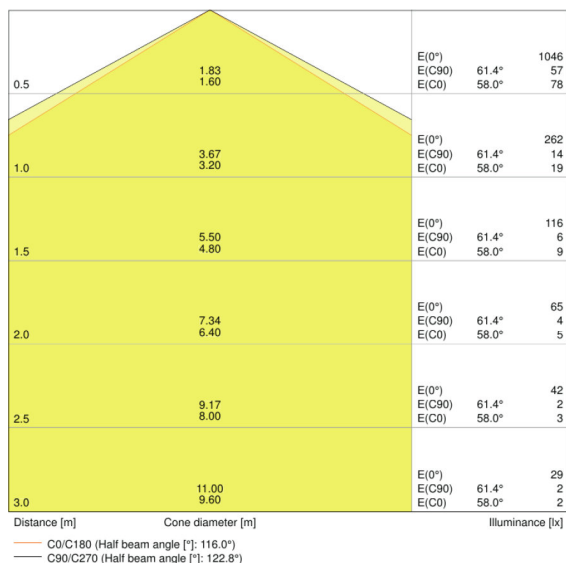 E(0°) 1046
1.83 E(C90) 61.4° 57
0.5 1.60 E(C0) 58.0° 78
E(0°) 262
3.67 E(C90) 61.4° 14
1.0 3.20 E(C0) 58.0° 19
E(0°) 116
5.50 E(C90) 61.4° 6
1.5 4.80 E(C0) 58.0° 9
E(0°) 65
7.34 E(C90) 61.4° 4
2.0 6.40 E(C0) 58.0° 5
E(0°) 42
9.17 E(C90) 61.4° 2
2.5 8.00 E(C0) 58.0° 3
E(0°) 29
11.00 E(C90) 61.4° 2
3.0 9.60 E(C0) 58.0° 2
Distance [m] Cone diameter [m] Illuminance [lx]
C0/C180 (Half beam angle [°]: 116.0°)
C90/C270 (Half beam angle [°]: 122.8°)